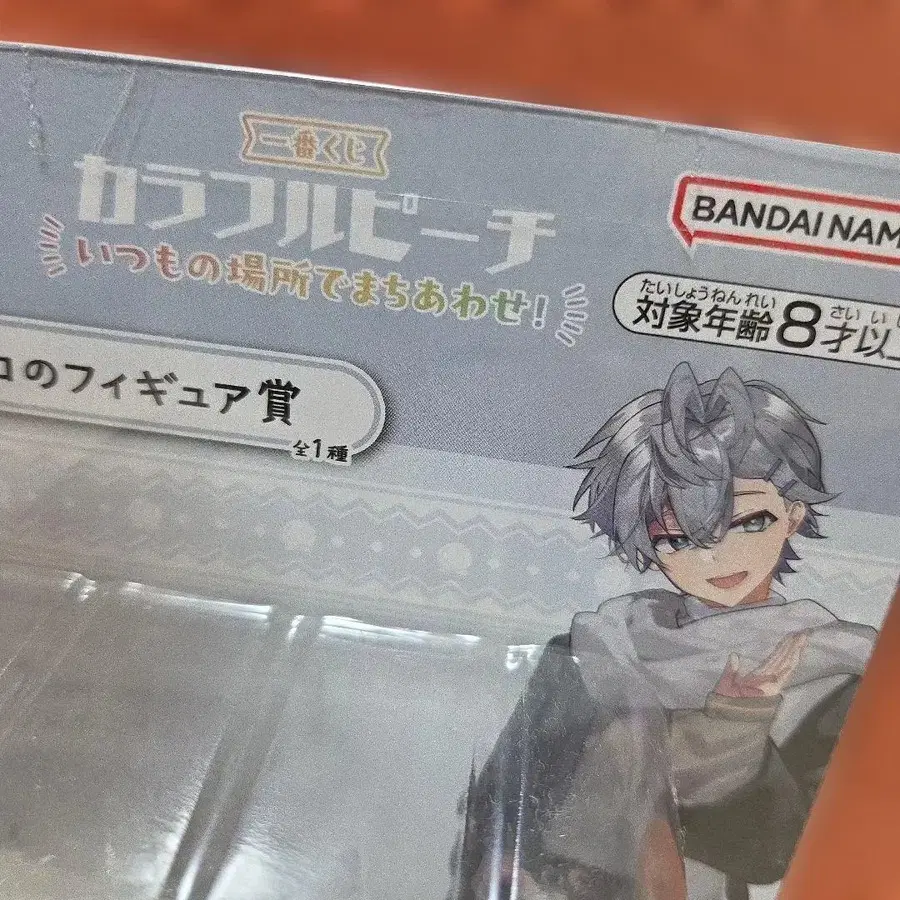 一番くじ
カラフルピーチ
いつもの場所でまちあわせ!
BANDAI NAM
たいしょうねんれい さいい
対象年齢8才以上
ロのフィギュア賞
全1種